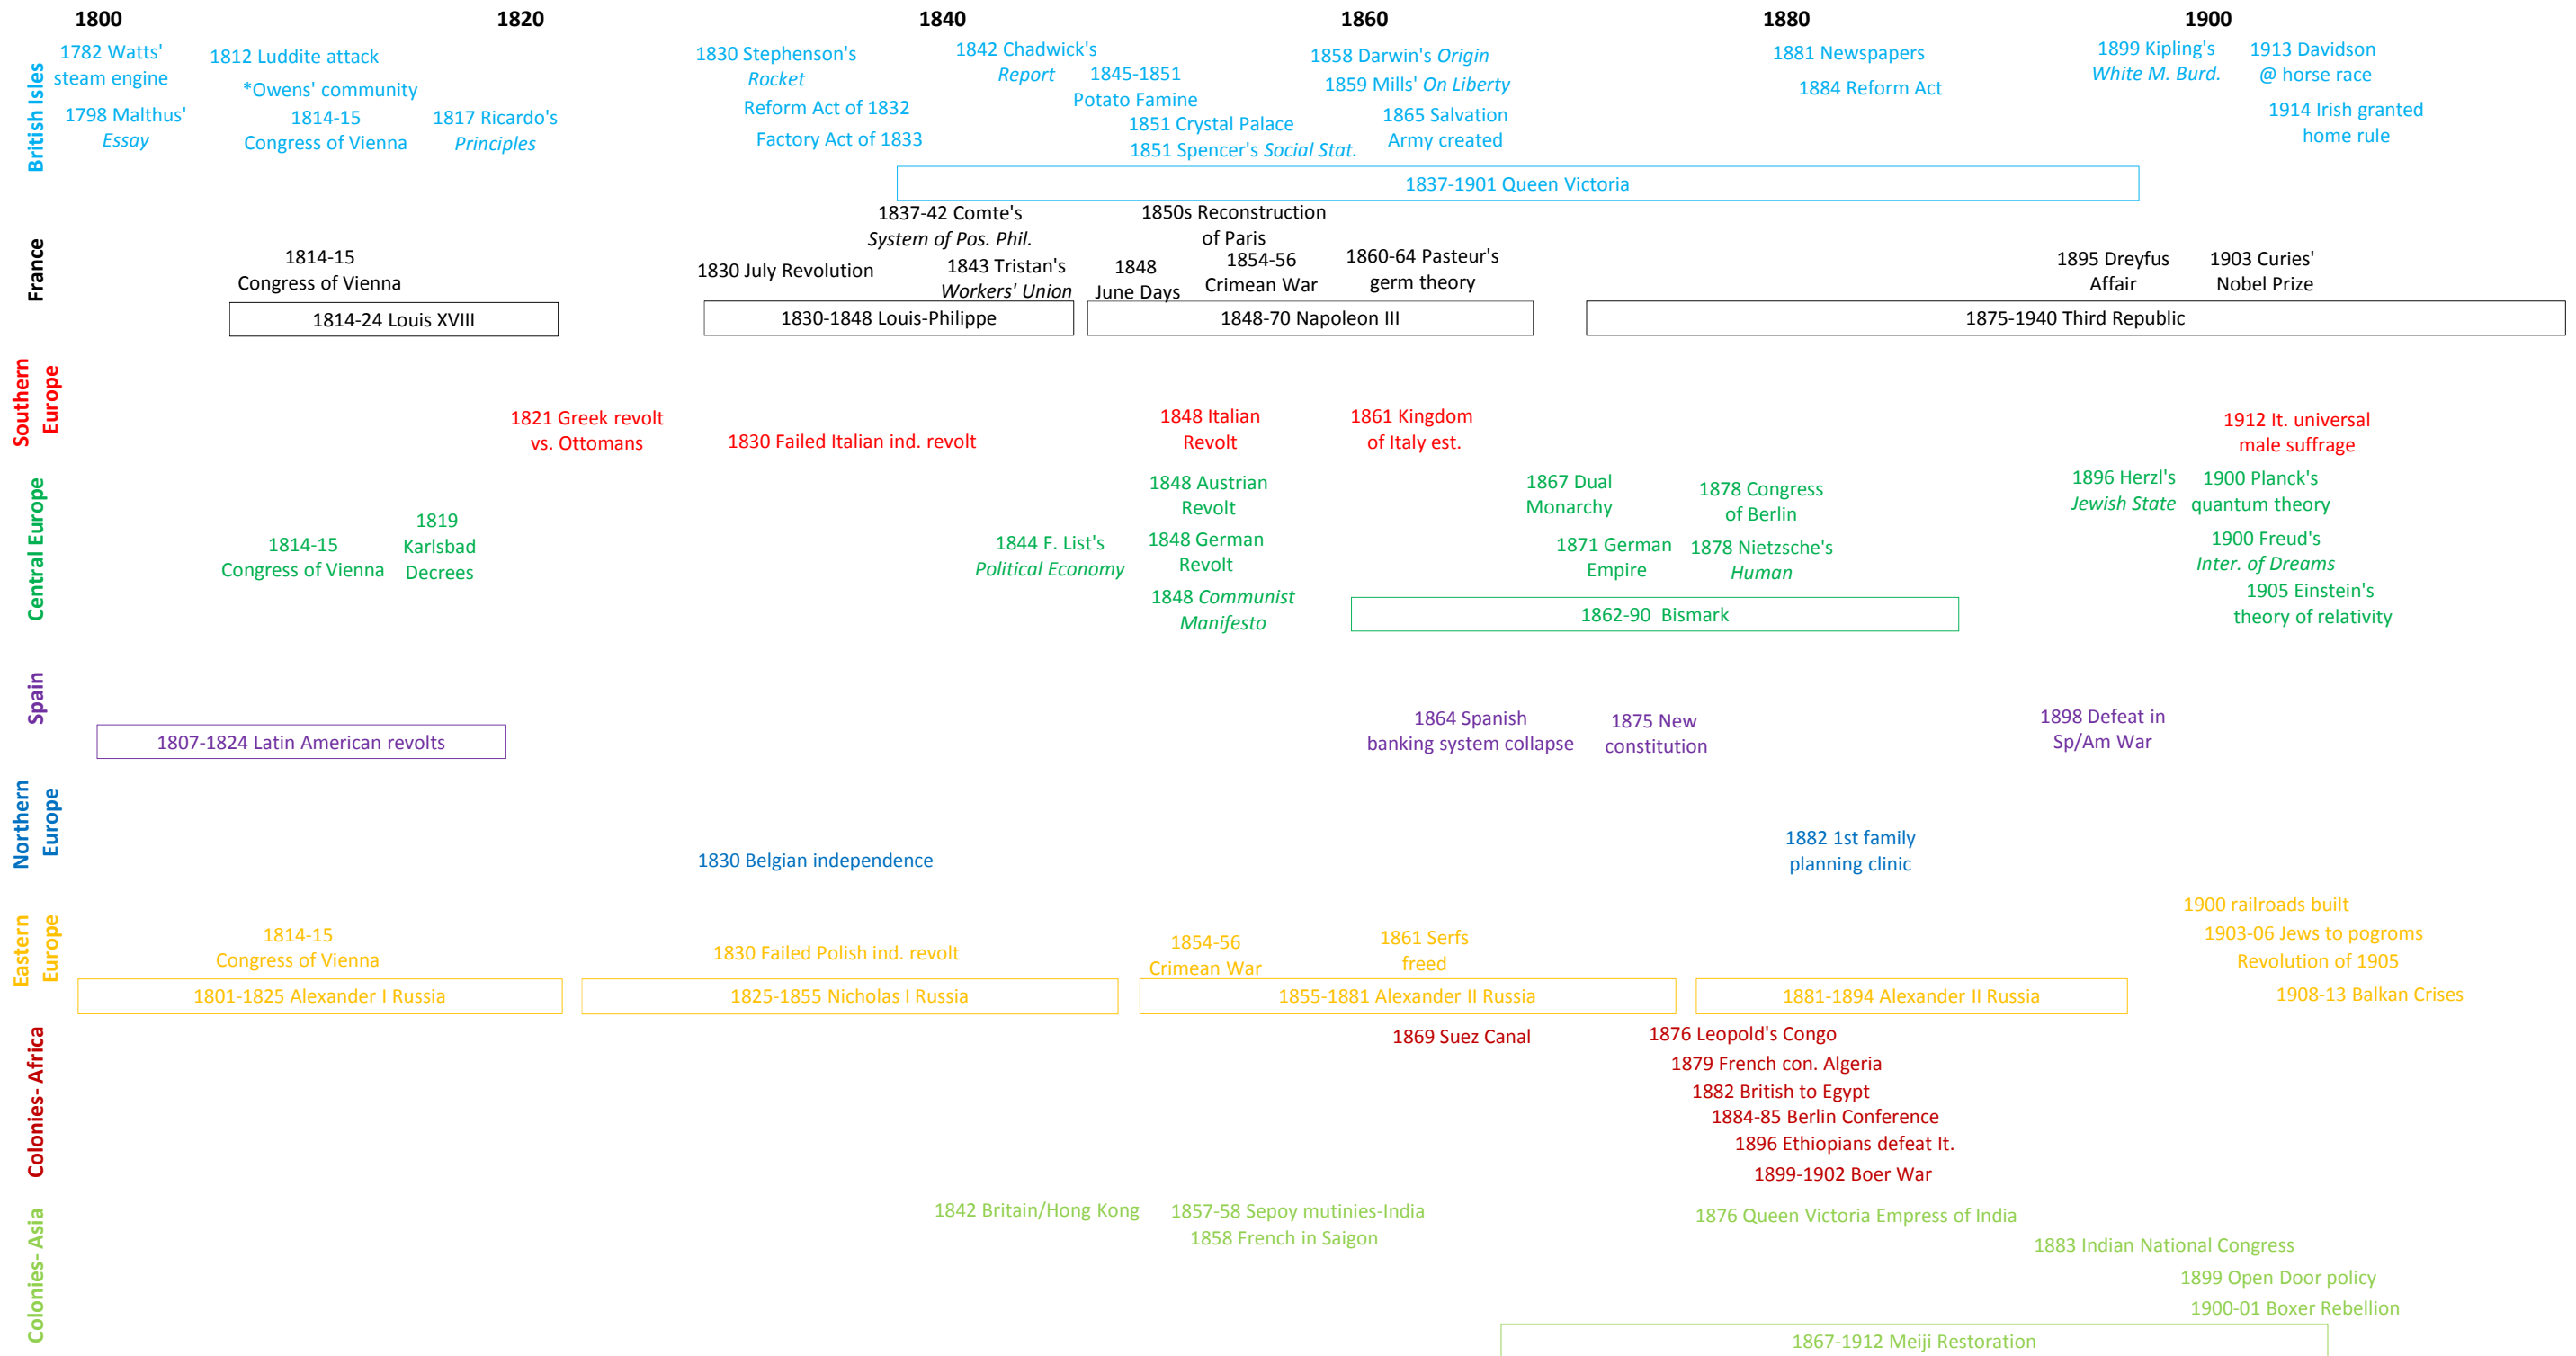 1800
1820
1840
1860
1880
1900
British Isles
1782 Watts'
steam engine
1798 Malthus'
Essay
1812 Luddite attack
*Owens' community
1814-15
Congress of Vienna
1817 Ricardo's
Principles
1830 Stephenson's
Rocket
Reform Act of 1832
Factory Act of 1833
1842 Chadwick's
Report
1845-1851
Potato Famine
1851 Crystal Palace
1851 Spencer's Social Stat.
1858 Darwin's Origin
1859 Mills' On Liberty
1865 Salvation
Army created
1881 Newspapers
1884 Reform Act
1899 Kipling's
White M. Burd.
1913 Davidson
@ horse race
1914 Irish granted
home rule
1837-1901 Queen Victoria
France
1814-15
Congress of Vienna
1814-24 Louis XVIII
1830 July Revolution
1837-42 Comte's
System of Pos. Phil.
1843 Tristan's
Workers' Union
1830-1848 Louis-Philippe
1848
June Days
1850s Reconstruction
of Paris
1854-56
Crimean War
1860-64 Pasteur's
germ theory
1848-70 Napoleon III
1895 Dreyfus
Affair
1903 Curies'
Nobel Prize
1875-1940 Third Republic
Southern
Europe
1821 Greek revolt
vs. Ottomans
1830 Failed Italian ind. revolt
1848 Italian
Revolt
1861 Kingdom
of Italy est.
1912 It. universal
male suffrage
Central Europe
1814-15
Congress of Vienna
1819
Karlsbad
Decrees
1844 F. List's
Political Economy
1848 Austrian
Revolt
1848 German
Revolt
1848 Communist
Manifesto
1867 Dual
Monarchy
1871 German
Empire
1878 Congress
of Berlin
1878 Nietzsche's
Human
1862-90 Bismark
1896 Herzl's
Jewish State
1900 Planck's
quantum theory
1900 Freud's
Inter. of Dreams
1905 Einstein's
theory of relativity
Spain
1807-1824 Latin American revolts
1864 Spanish
banking system collapse
1875 New
constitution
1898 Defeat in
Sp/Am War
Northern
Europe
1830 Belgian independence
1882 1st family
planning clinic
Eastern
Europe
1814-15
Congress of Vienna
1801-1825 Alexander I Russia
1830 Failed Polish ind. revolt
1825-1855 Nicholas I Russia
1854-56
Crimean War
1861 Serfs
freed
1855-1881 Alexander II Russia
1881-1894 Alexander II Russia
1900 railroads built
1903-06 Jews to pogroms
Revolution of 1905
1908-13 Balkan Crises
Colonies- Africa
1869 Suez Canal
1876 Leopold's Congo
1879 French con. Algeria
1882 British to Egypt
1884-85 Berlin Conference
1896 Ethiopians defeat It.
1899-1902 Boer War
Colonies- Asia
1842 Britain/Hong Kong
1857-58 Sepoy mutinies-India
1858 French in Saigon
1876 Queen Victoria Empress of India
1883 Indian National Congress
1899 Open Door policy
1900-01 Boxer Rebellion
1867-1912 Meiji Restoration